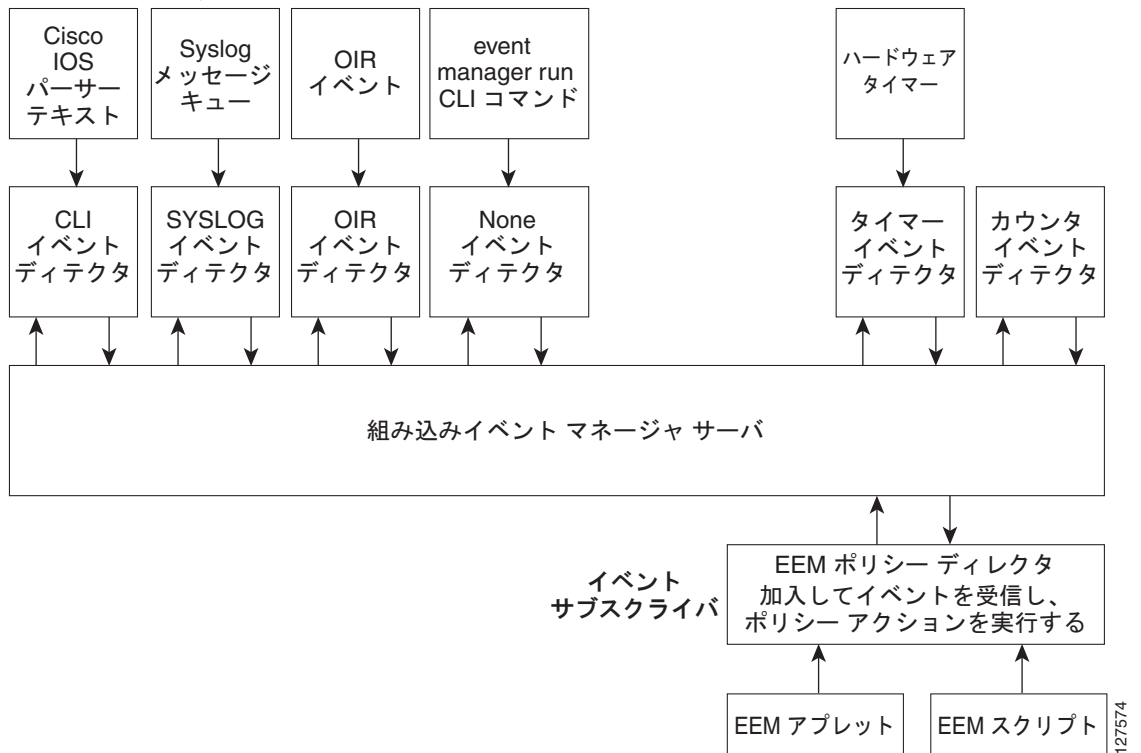 Cisco
IOS
パーサー
テキスト
Syslog
メッセージ
キュー
OIR
イベント
event
manager run
CLI コマンド
ハードウェア
タイマー
CLI
イベント
ディテクタ
SYSLOG
イベント
ディテクタ
OIR
イベント
ディテクタ
None
イベント
ディテクタ
タイマー
イベント
ディテクタ
カウンタ
イベント
ディテクタ
組み込みイベント マネージャ サーバ
イベント
サブスクライバ
EEM ポリシー ディレクタ
加入してイベントを受信し、
ポリシー アクションを実行する
EEM アプレット
EEM スクリプト
127574